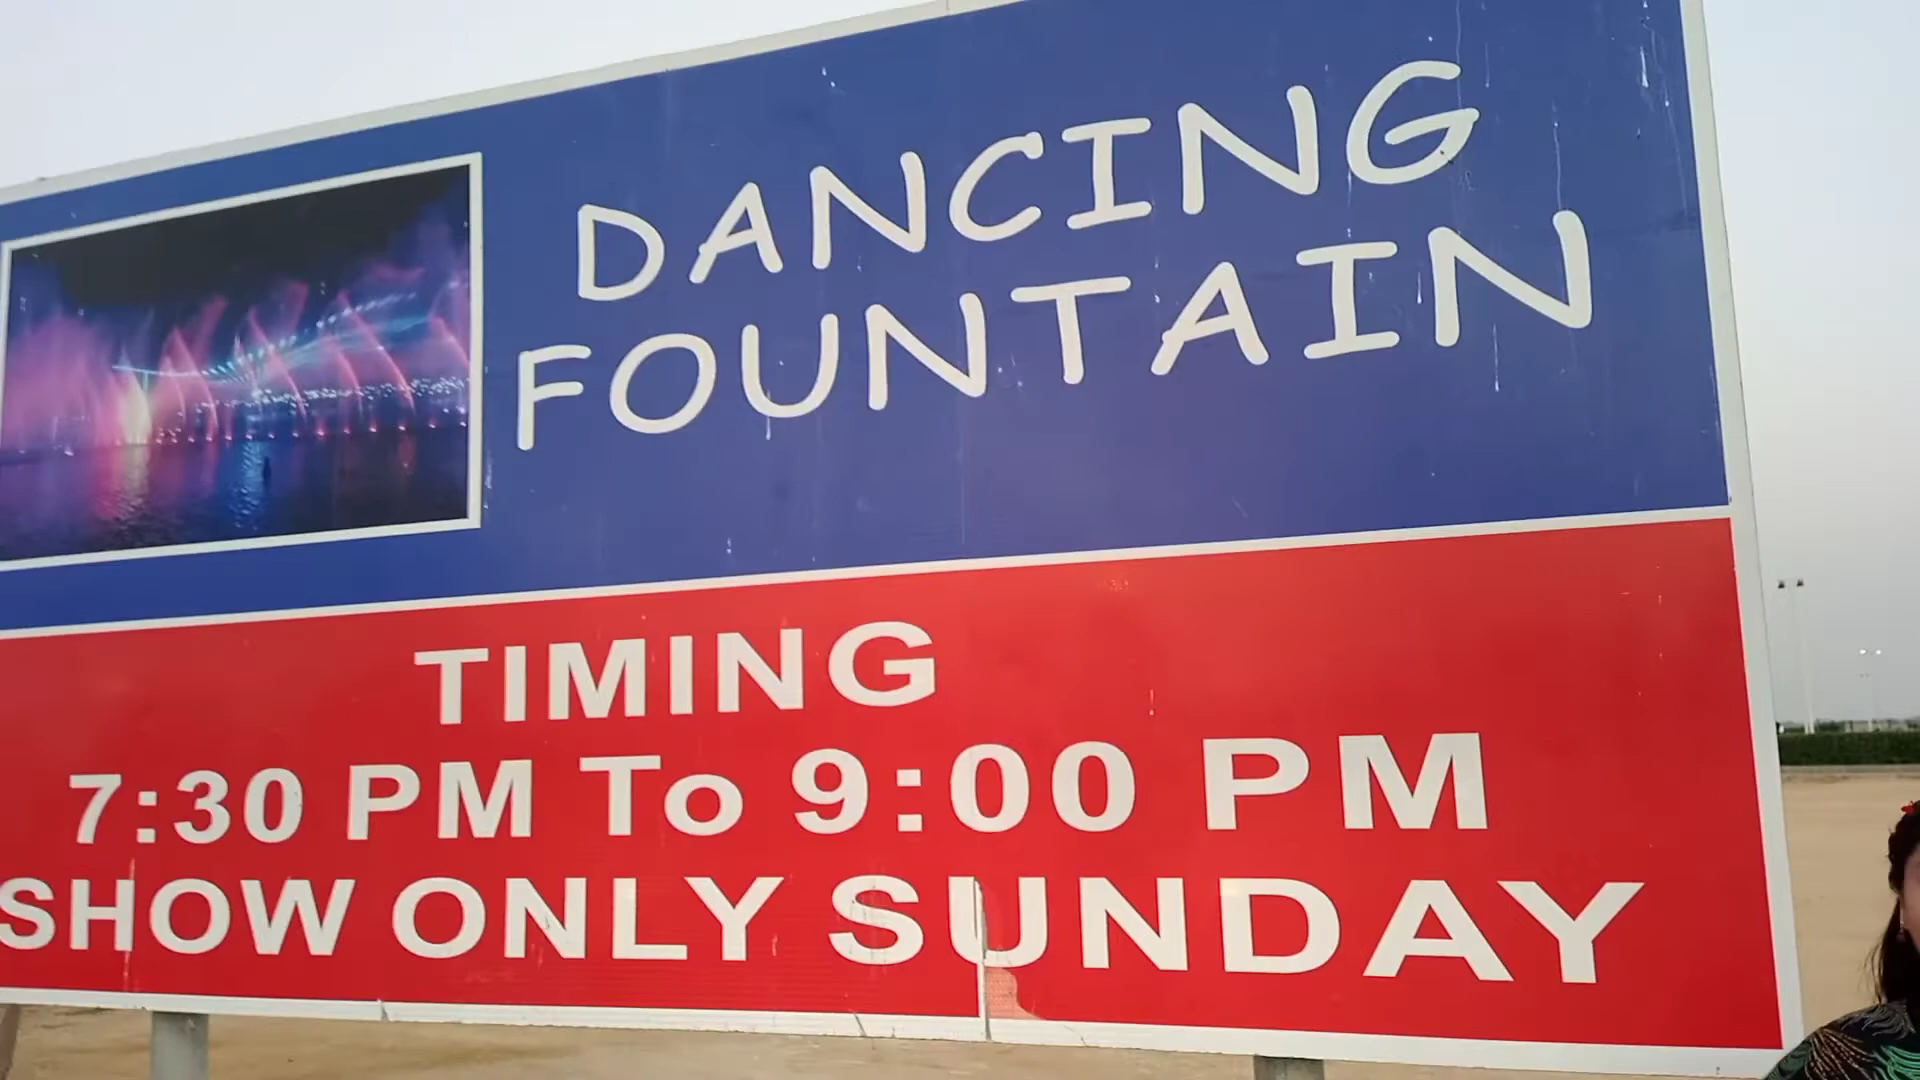 DANCING
FOUNTAIN
TIMING
7:30 PM To 9:00 PM
SHOW ONLY SUNDAY